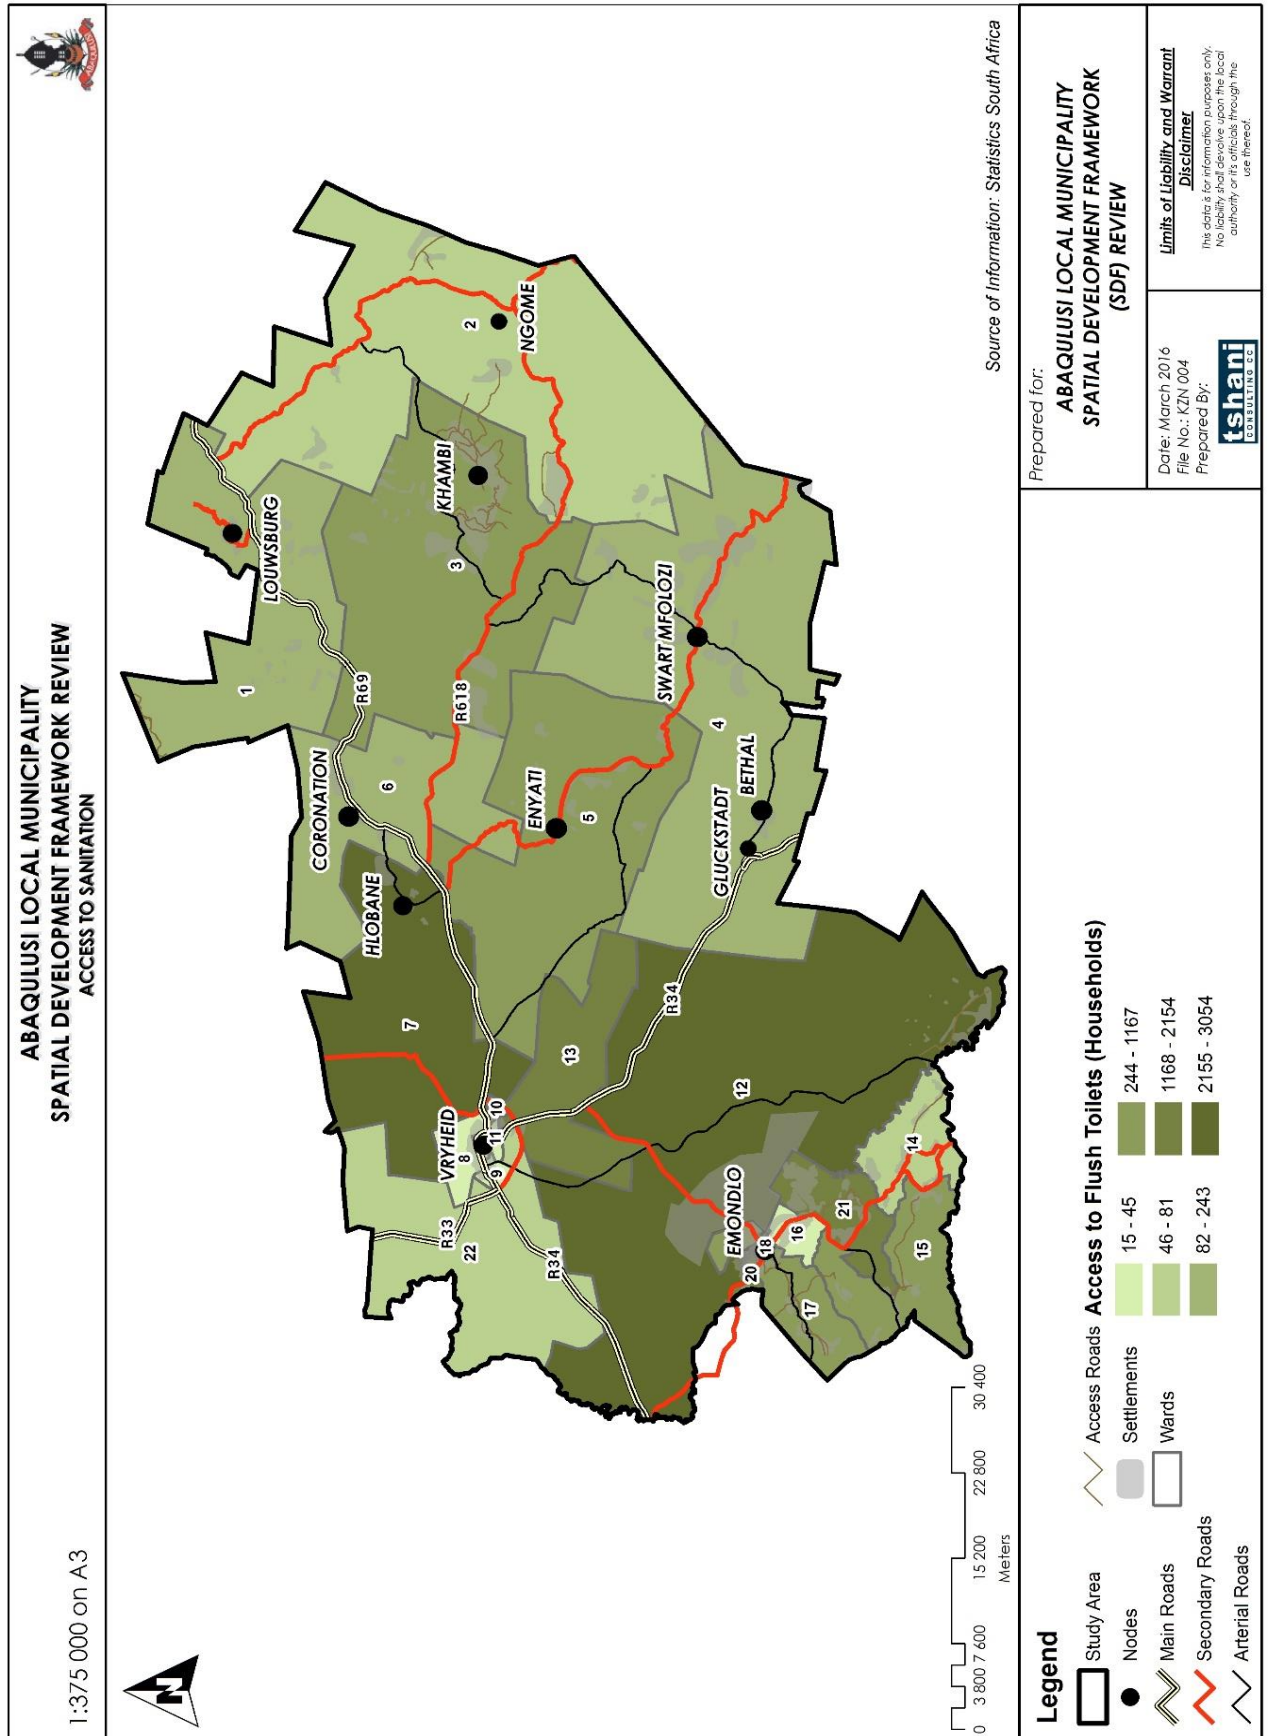 ABAQULUSI LOCAL MUNICIPALITY
SPATIAL DEVELOPMENT FRAMEWORK REVIEW
ACCESS TO SANITATION
1:375 000 on A3
ABAQULUSI
N
LOUWSBURG
1
CORONATION
R69
6
HLOBANE
7
3
KHAMBI
2
NGOME
R618
ENYATI
5
SWART MFOLOZI
4
GLUCKSTADT
BETHAL
VRYHEID
8
9
10
11
13
R33
22
R34
R34
12
EMONDLO
20
18
16
17
21
14
15
0 3 800 7 600 15 200 22 800 30 400
Meters
Source of Information: Statistics South Africa
Legend
Study Area
Nodes
Main Roads
Secondary Roads
Arterial Roads
Access Roads
Settlements
Wards
Access to Flush Toilets (Households)
15 - 45
46 - 81
82 - 243
244 - 1167
1168 - 2154
2155 - 3054
Prepared for:
ABAQULUSI LOCAL MUNICIPALITY
SPATIAL DEVELOPMENT FRAMEWORK
(SDF) REVIEW
Date: March 2016
File No.: KZN 004
Prepared By:
tshani
CONSULTING CC
Limits of Liability and Warrant
Disclaimer
This data is for information purposes only.
No liability shall devolve upon the local
authority or it's officials through the
use thereof.